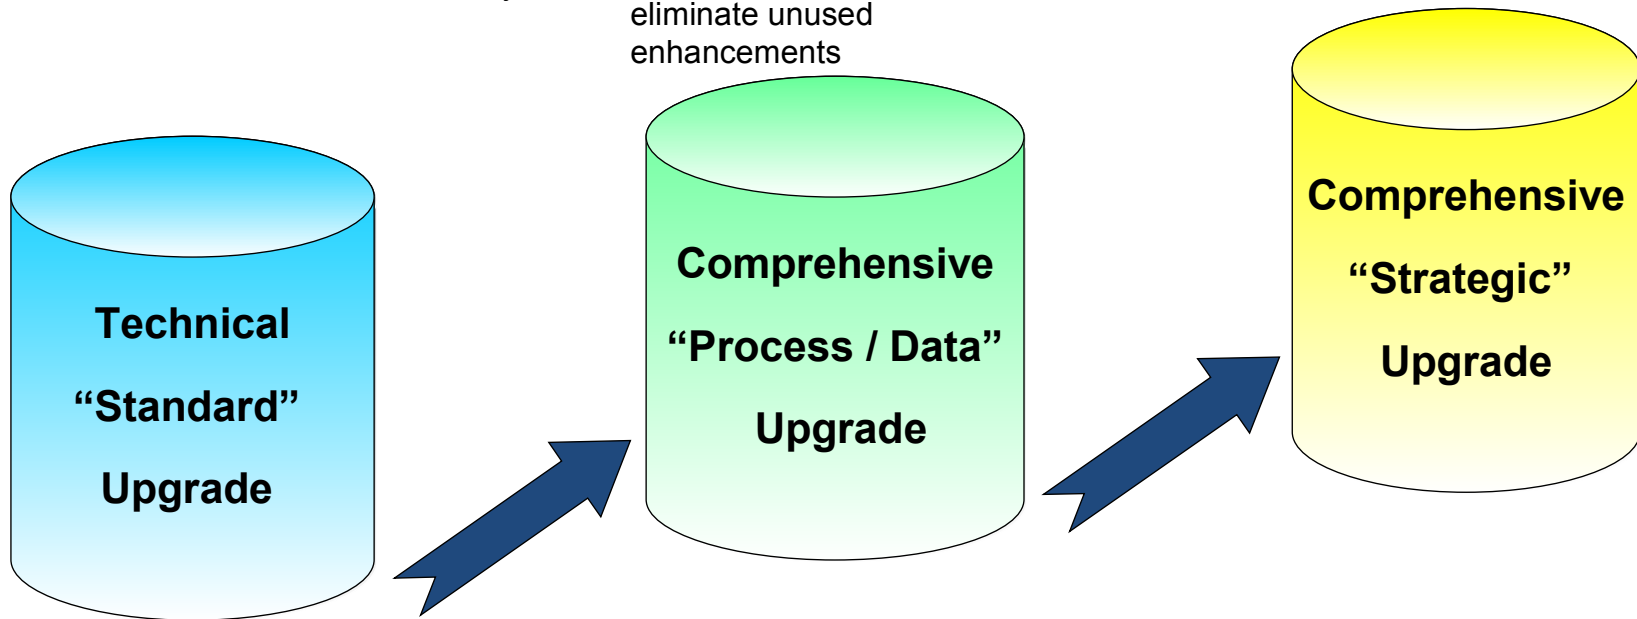 eliminate unused
enhancements
Technical
“Standard”
Upgrade
Comprehensive
“Process / Data”
Upgrade
Comprehensive
“Strategic”
Upgrade